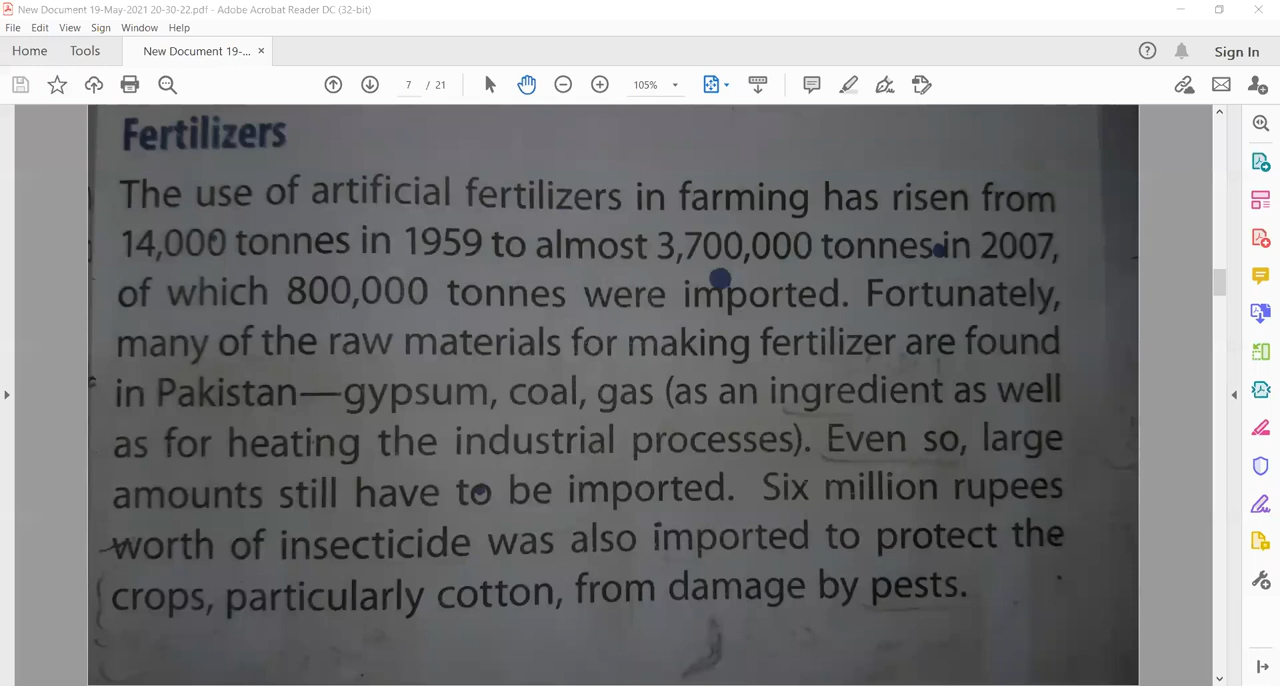 New Document 19-May-2021 20-30-22.pdf - Adobe Acrobat Reader DC (32-bit)
File Edit View Sign Window Help
Home Tools New Document 19-... × Sign In
7 / 21 105%
Fertilizers
The use of artificial fertilizers in farming has risen from
14,000 tonnes in 1959 to almost 3,700,000 tonnes in 2007,
of which 800,000 tonnes were imported. Fortunately,
many of the raw materials for making fertilizer are found
in Pakistan—gypsum, coal, gas (as an ingredient as well
as for heating the industrial processes). Even so, large
amounts still have to be imported. Six million rupees
worth of insecticide was also imported to protect the
crops, particularly cotton, from damage by pests.